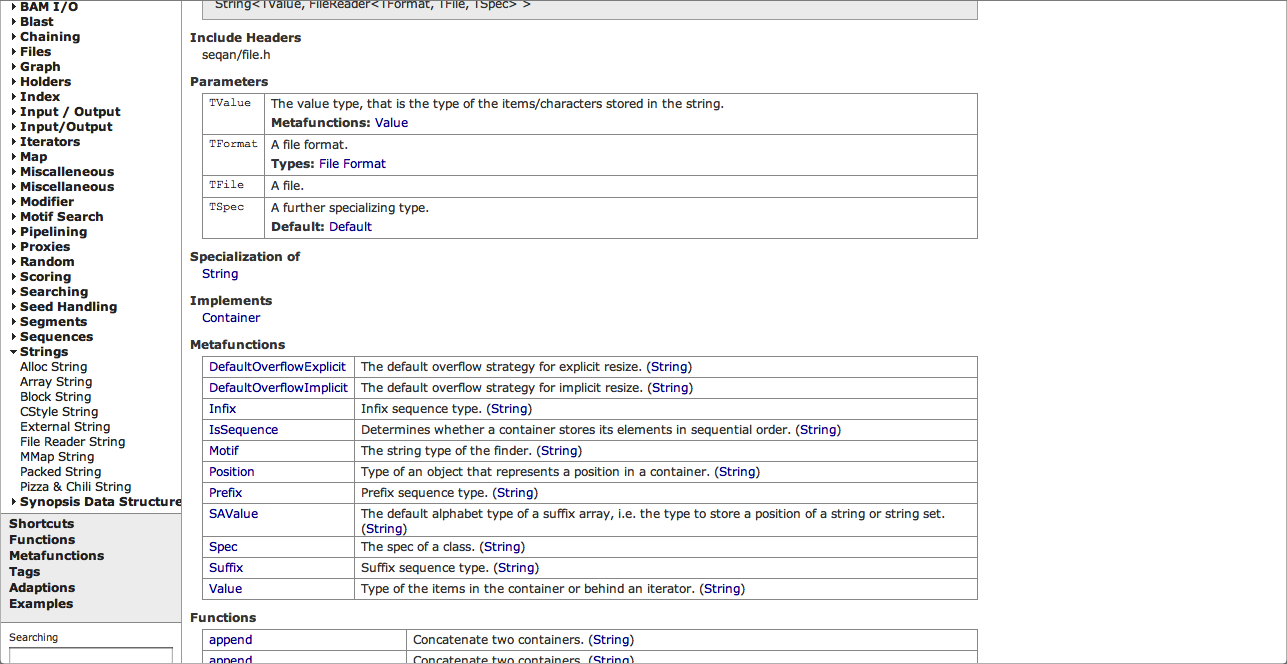 BAM I/O
Blast
Chaining
Files
Graph
Holders
Index
Input / Output
Input/Output
Iterators
Map
Miscalleneous
Miscellaneous
Modifier
Motif Search
Pipelining
Proxies
Random
Scoring
Searching
Seed Handling
Segments
Sequences
Strings
Alloc String
Array String
Block String
CStyle String
External String
File Reader String
MMap String
Packed String
Pizza & Chili String
Synopsis Data Structure
Shortcuts
Functions
Metafunctions
Tags
Adaptions
Examples
Searching
String<TValue, FileReader<TFormat, TFile, TSpec> >
Include Headers
seqan/file.h
Parameters
TValue The value type, that is the type of the items/characters stored in the string.
Metafunctions: Value
TFormat A file format.
Types: File Format
TFile A file.
TSpec A further specializing type.
Default: Default
Specialization of
String
Implements
Container
Metafunctions
DefaultOverflowExplicit The default overflow strategy for explicit resize. (String)
DefaultOverflowImplicit The default overflow strategy for implicit resize. (String)
Infix Infix sequence type. (String)
IsSequence Determines whether a container stores its elements in sequential order. (String)
Motif The string type of the finder. (String)
Position Type of an object that represents a position in a container. (String)
Prefix Prefix sequence type. (String)
SAValue The default alphabet type of a suffix array, i.e. the type to store a position of a string or string set.
(String)
Spec The spec of a class. (String)
Suffix Suffix sequence type. (String)
Value Type of the items in the container or behind an iterator. (String)
Functions
append Concatenate two containers. (String)
append Concatenate two containers. (String)